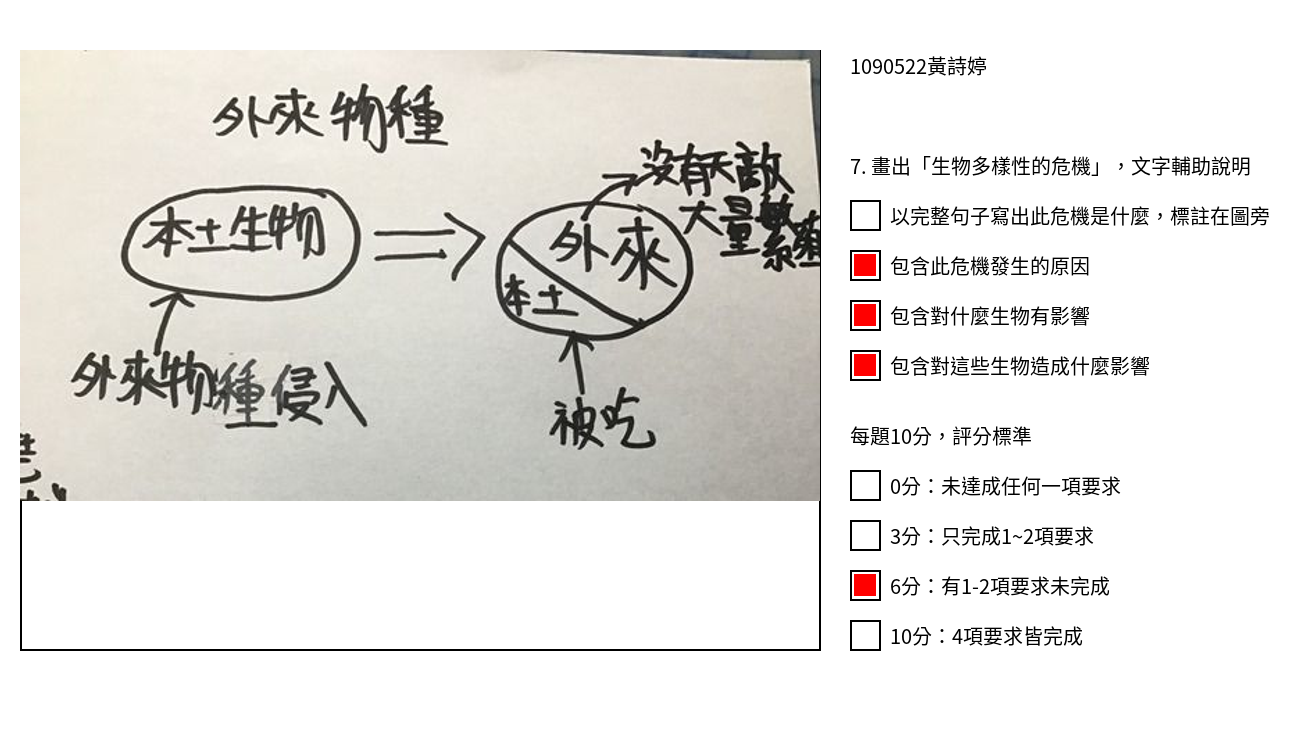 外來物種
本土生物
外來物種侵入
沒有天敵
大量繁殖
外來
本土
被吃
1090522黃詩婷
7. 畫出「生物多樣性的危機」，文字輔助說明
以完整句子寫出此危機是什麼，標註在圖旁
包含此危機發生的原因
包含對什麼生物有影響
包含對這些生物造成什麼影響
每題10分，評分標準
0分：未達成任何一項要求
3分：只完成1~2項要求
6分：有1-2項要求未完成
10分：4項要求皆完成